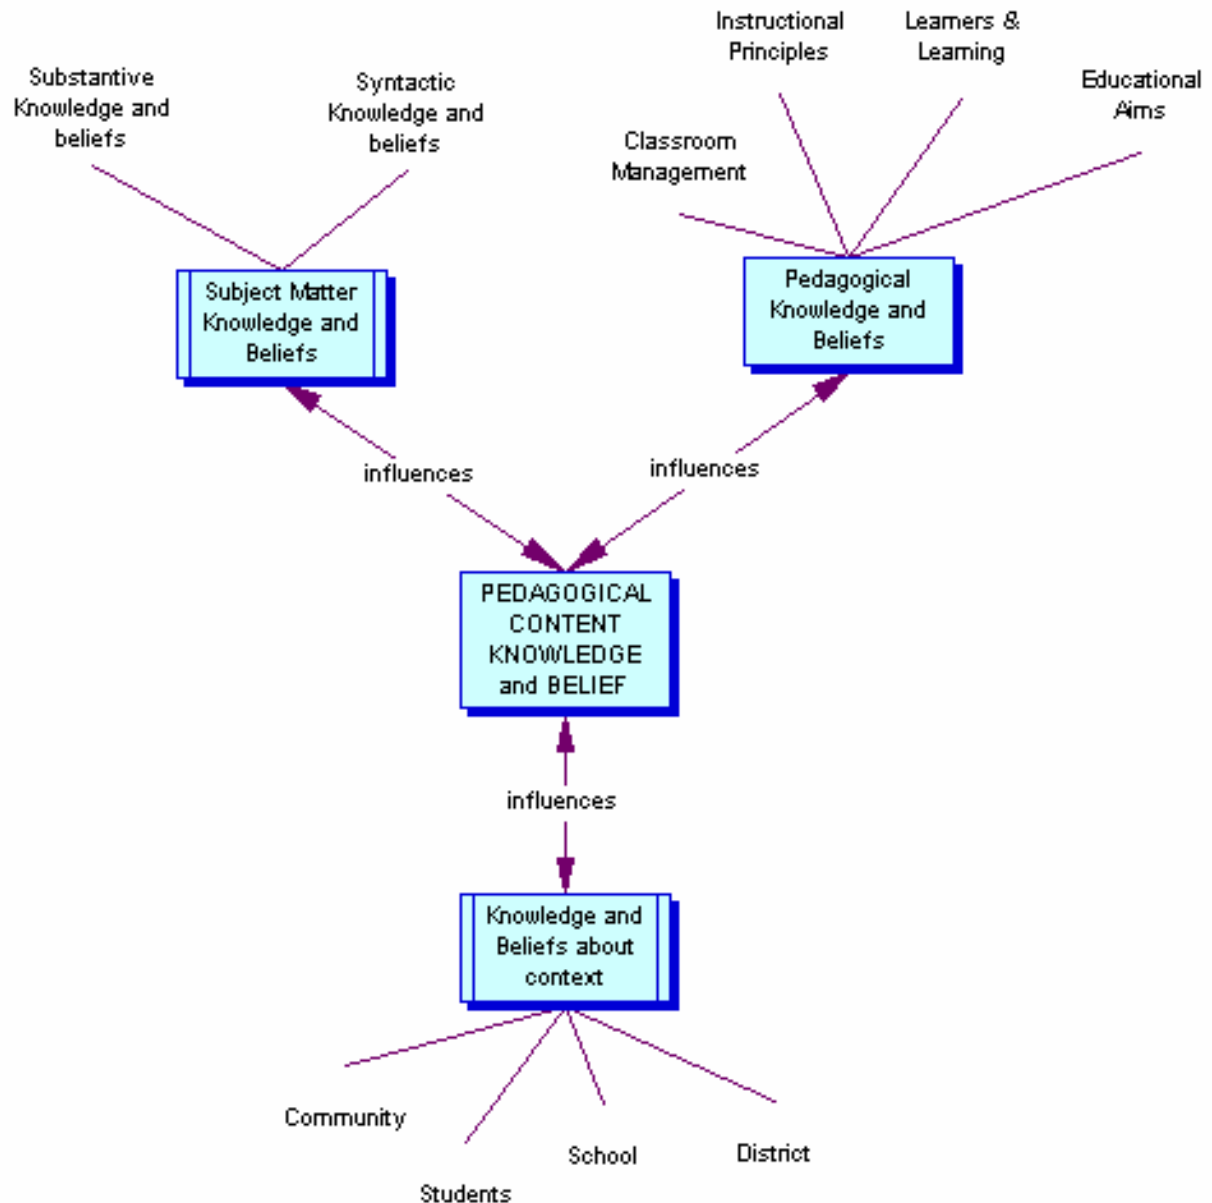 Instructional
Principles
Learners &
Learning
Substantive
Knowledge and
beliefs
Syntactic
Knowledge and
beliefs
Educational
Aims
Classroom
Management
Subject Matter
Knowledge and
Beliefs
Pedagogical
Knowledge and
Beliefs
influences
influences
PEDAGOGICAL
CONTENT
KNOWLEDGE
and BELIEF
influences
Knowledge and
Beliefs about
context
Community
Students
School
District